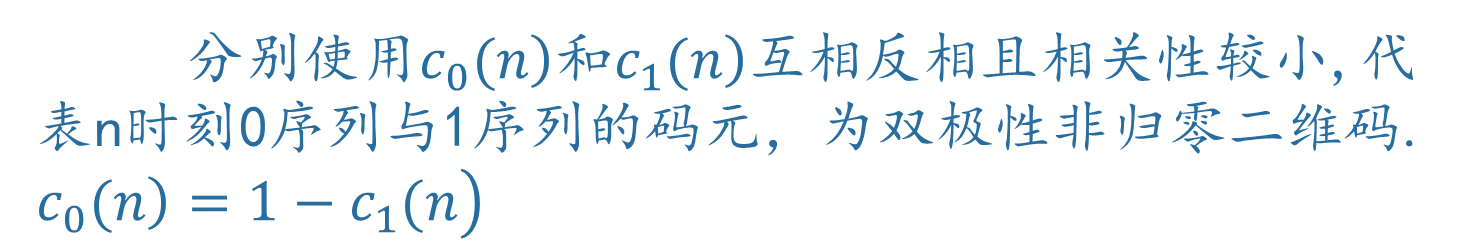 分别使用c₀(n)和c₁(n)互相反相且相关性较小, 代
表n时刻0序列与1序列的码元，为双极性非归零二维码.
c₀(n) = 1 − c₁(n)